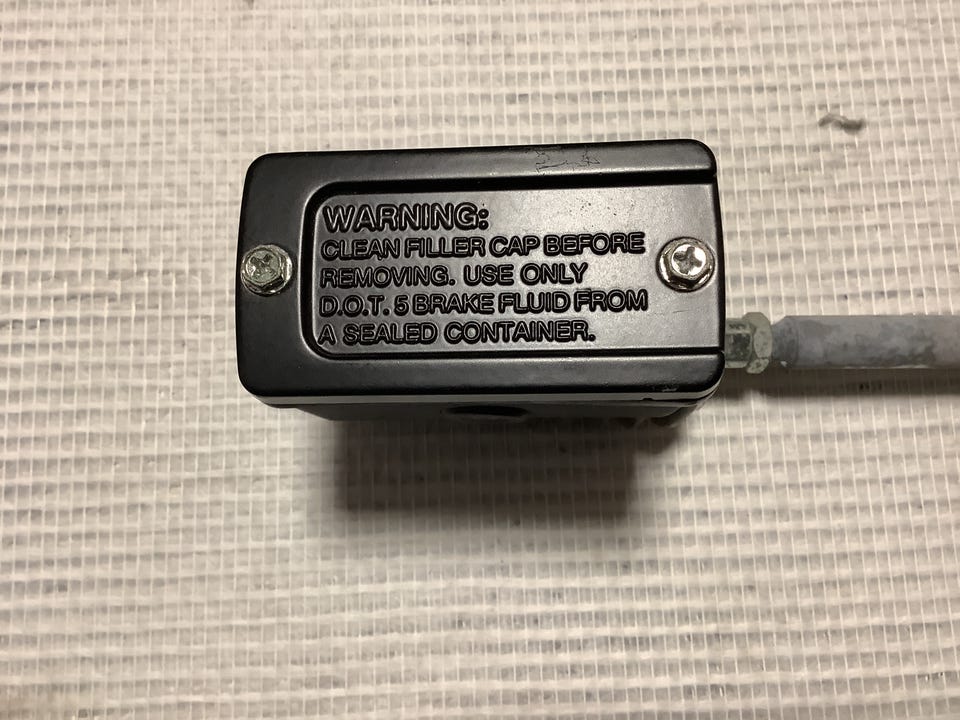 WARNING:
CLEAN FILLER CAP BEFORE
REMOVING. USE ONLY
D.O.T. 5 BRAKE FLUID FROM
A SEALED CONTAINER.